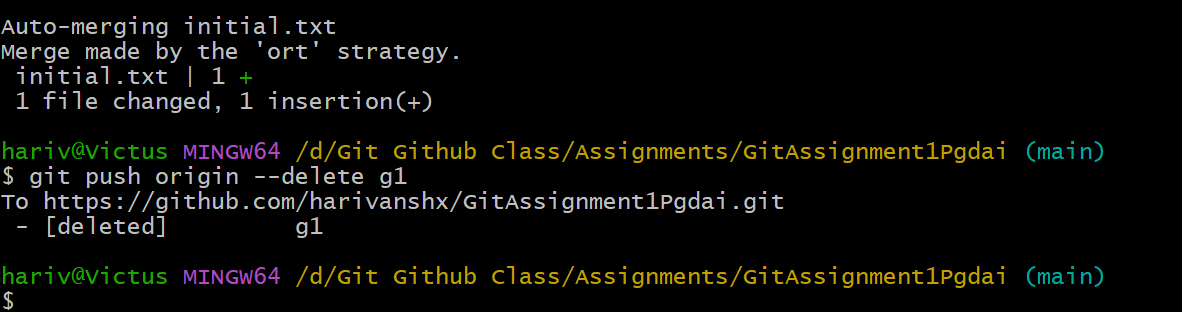 Auto-merging initial.txt
Merge made by the 'ort' strategy.
 initial.txt | 1 +
 1 file changed, 1 insertion(+)
hariv@Victus MINGW64 /d/Git Github Class/Assignments/GitAssignment1Pgdai (main)
$ git push origin --delete g1
To https://github.com/harivanshx/GitAssignment1Pgdai.git
 - [deleted]         g1
hariv@Victus MINGW64 /d/Git Github Class/Assignments/GitAssignment1Pgdai (main)
$